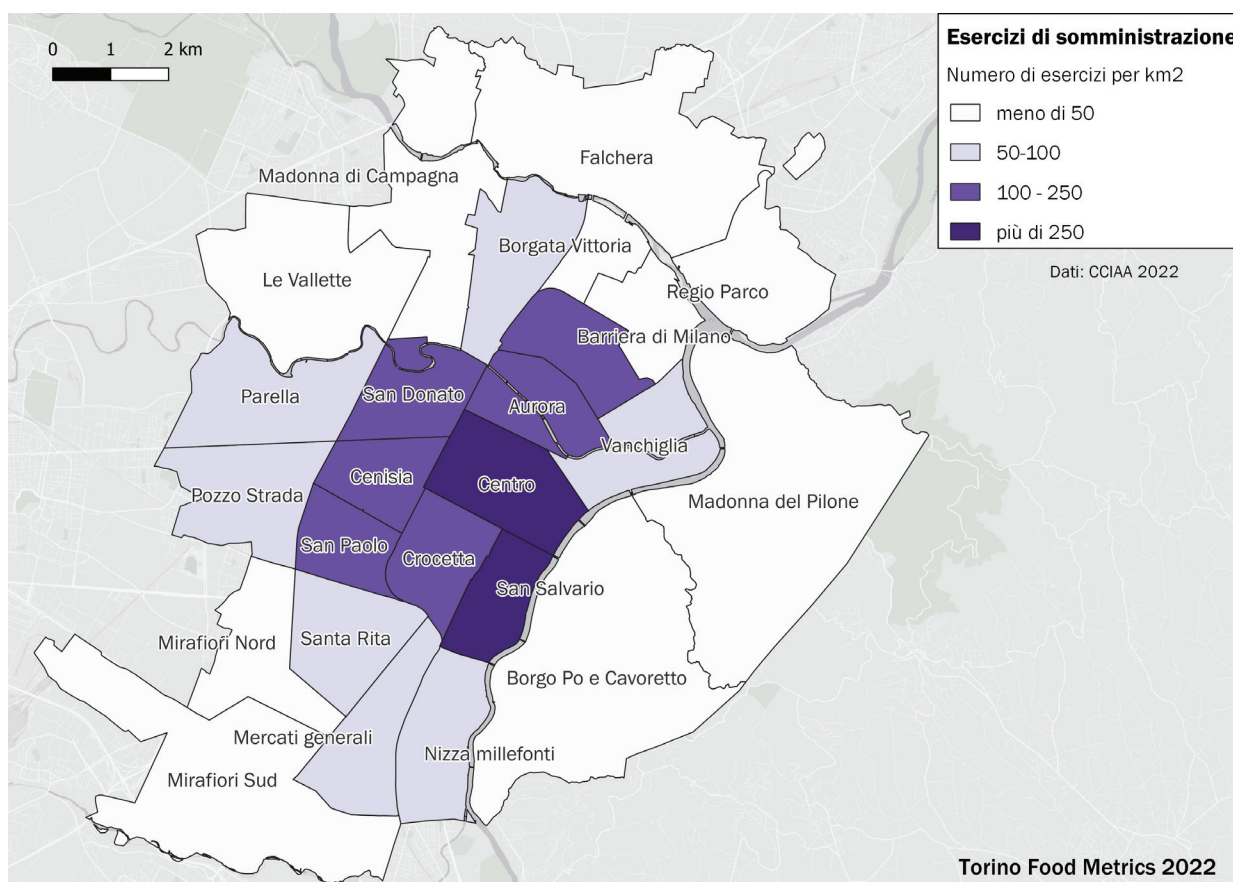 0 1 2 km
Esercizi di somministrazione
Numero di esercizi per km2
meno di 50
50-100
100 - 250
più di 250
Dati: CCIAA 2022
Falchera
Madonna di Campagna
Borgata Vittoria
Le Vallette
Regio Parco
Barriera di Milano
Parella
San Donato
Aurora
Vanchiglia
Cenisia
Centro
Pozzo Strada
Madonna del Pilone
San Paolo
Crocetta
San Salvario
Mirafiori Nord
Santa Rita
Borgo Po e Cavoretto
Mercati generali
Nizza millefonti
Mirafiori Sud
Torino Food Metrics 2022